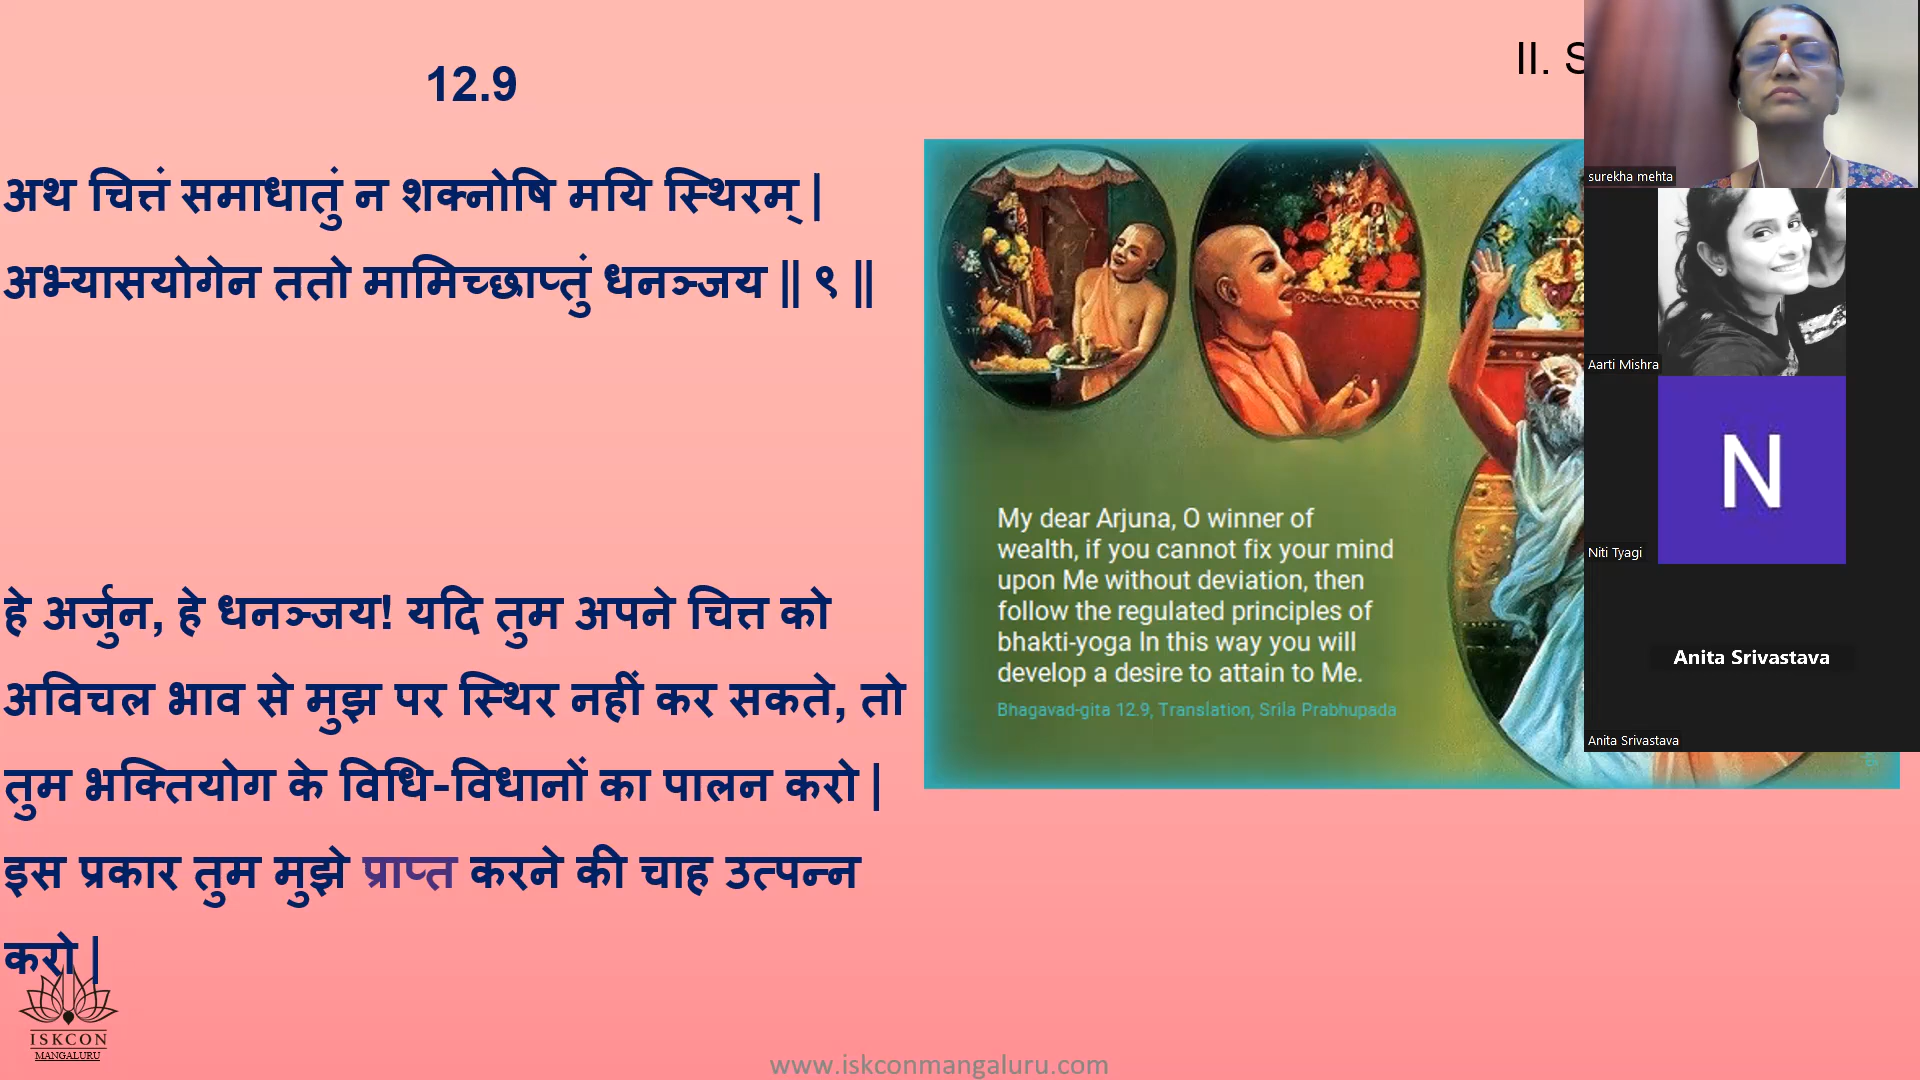 12.9
II. S
अथ चित्तं समाधातुं न शक्नोषि मयि स्थिरम् |
अभ्यासयोगेन ततो मामिच्छाप्तुं धनञ्जय || ९ ||
हे अर्जुन, हे धनञ्जय! यदि तुम अपने चित्त को
अविचल भाव से मुझ पर स्थिर नहीं कर सकते, तो
तुम भक्तियोग के विधि-विधानों का पालन करो |
इस प्रकार तुम मुझे प्राप्त करने की चाह उत्पन्न
करो |
My dear Arjuna, O winner of
wealth, if you cannot fix your mind
upon Me without deviation, then
follow the regulated principles of
bhakti-yoga In this way you will
develop a desire to attain to Me.
Bhagavad-gita 12.9, Translation, Srila Prabhupada
surekha mehta
Aarti Mishra
N
Niti Tyagi
Anita Srivastava
Anita Srivastava
ISKCON
MANGALURU
www.iskconmangaluru.com